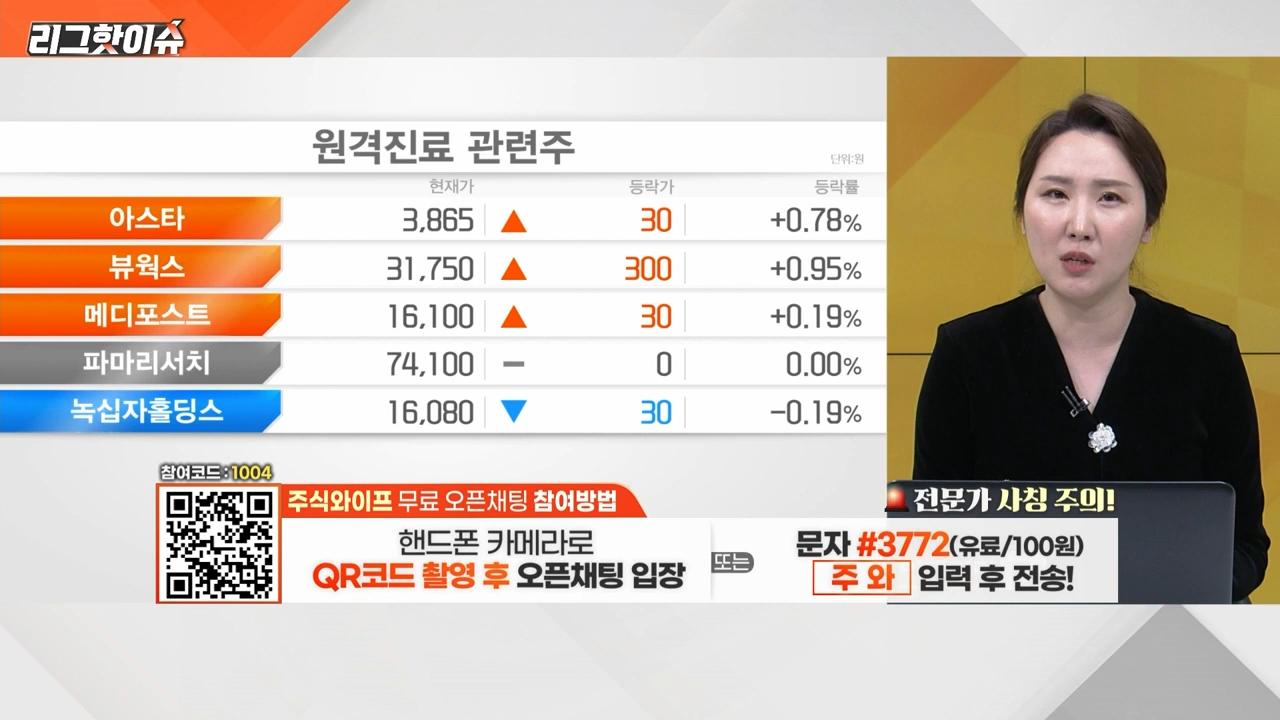 리그핫이슈
원격진료 관련주
단위:원
현재가 등락가 등락률
아스타 3,865 ▲ 30 +0.78%
뷰웍스 31,750 ▲ 300 +0.95%
메디포스트 16,100 ▲ 30 +0.19%
파마리서치 74,100 − 0 0.00%
녹십자홀딩스 16,080 ▼ 30 −0.19%
참여코드 : 1004
주식와이프 무료 오픈채팅 참여방법
핸드폰 카메라로
QR코드 촬영 후 오픈채팅 입장
또는
전문가 사칭 주의!
문자 #3772(유료/100원)
주 와 입력 후 전송!